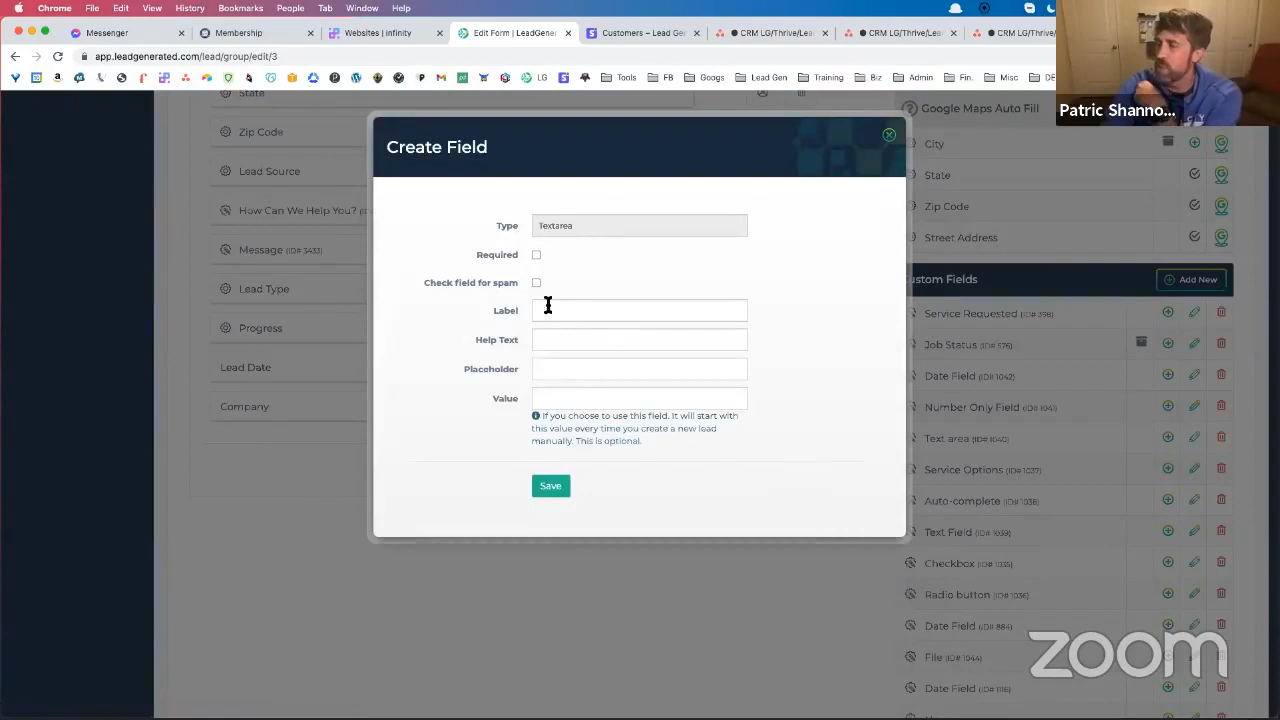 Chrome File Edit View History Bookmarks People Tab Window Help
Messenger
Membership
Websites | infinity
Edit Form | LeadGener
Customers – Lead Gen
CRM LG/Thrive/Lea
CRM LG/Thrive/Lea
CRM LG/Thrive/Lea
app.leadgenerated.com/lead/group/edit/3
LG
Tools
FB
Googs
Lead Gen
Training
Biz
Admin
Fin.
Misc
Patric Shanno...
State
Zip Code
Lead Source
How Can We Help You?
Message (ID# 3433)
Lead Type
Progress
Lead Date
Company
Create Field
Type Textarea
Required
Check field for spam
Label
Help Text
Placeholder
Value
If you choose to use this field. It will start with
this value every time you create a new lead
manually. This is optional.
Save
Google Maps Auto Fill
City
State
Zip Code
Street Address
Custom Fields Add New
Service Requested (ID# 398)
Job Status (ID# 576)
Date Field (ID# 1042)
Number Only Field (ID# 1041)
Text area (ID# 1040)
Service Options (ID# 1037)
Auto-complete (ID# 1038)
Text Field (ID# 1039)
Checkbox (ID# 1035)
Radio button (ID# 1036)
Date Field (ID# 884)
File (ID# 1044)
Date Field (ID# 1116)
zoom